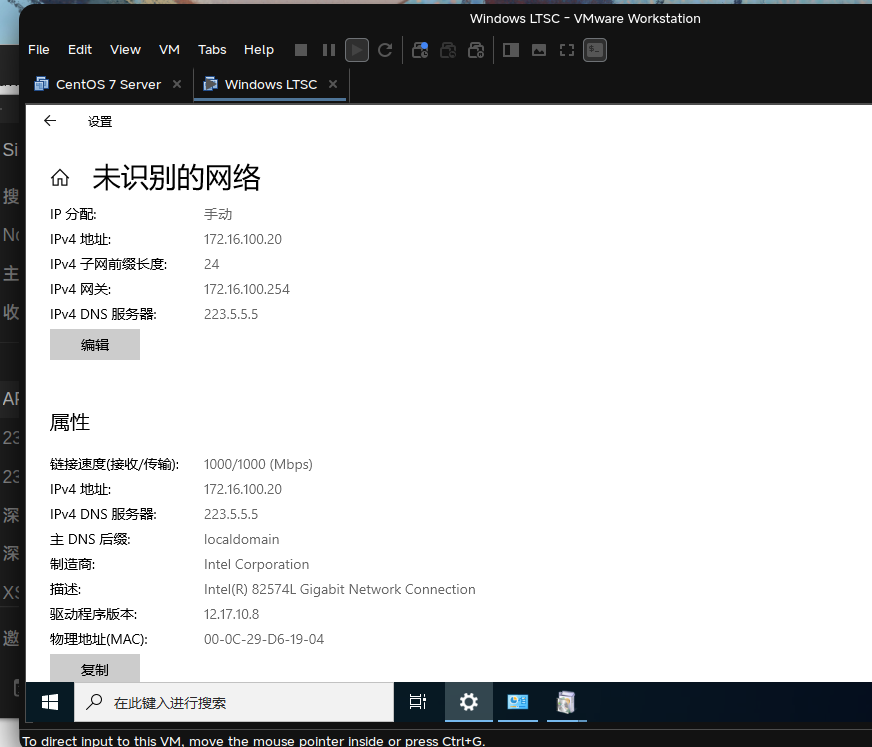 Windows LTSC - VMware Workstation
File Edit View VM Tabs Help
CentOS 7 Server × Windows LTSC ×
← 设置
未识别的网络
IP 分配: 手动
IPv4 地址: 172.16.100.20
IPv4 子网前缀长度: 24
IPv4 网关: 172.16.100.254
IPv4 DNS 服务器: 223.5.5.5
编辑
属性
链接速度(接收/传输): 1000/1000 (Mbps)
IPv4 地址: 172.16.100.20
IPv4 DNS 服务器: 223.5.5.5
主 DNS 后缀: localdomain
制造商: Intel Corporation
描述: Intel(R) 82574L Gigabit Network Connection
驱动程序版本: 12.17.10.8
物理地址(MAC): 00-0C-29-D6-19-04
复制
在此键入进行搜索
To direct input to this VM, move the mouse pointer inside or press Ctrl+G.
Si
搜
No
主
收
23
23
深
深
XS
邀